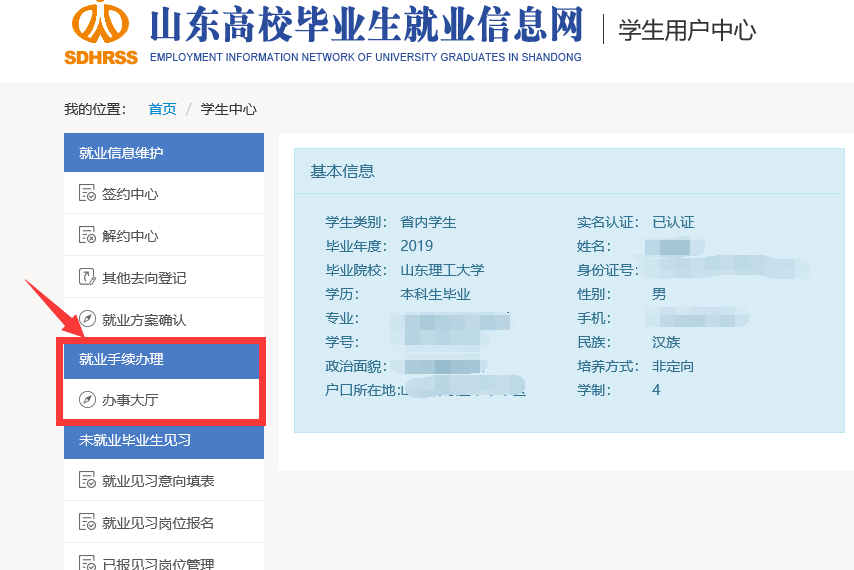 SDHRSS
山东高校毕业生就业信息网
EMPLOYMENT INFORMATION NETWORK OF UNIVERSITY GRADUATES IN SHANDONG
学生用户中心
我的位置： 首页 / 学生中心
就业信息维护
签约中心
解约中心
其他去向登记
就业方案确认
就业手续办理
办事大厅
未就业毕业生见习
就业见习意向填表
就业见习岗位报名
已报见习岗位管理
基本信息
学生类别： 省内学生
毕业年度： 2019
毕业院校： 山东理工大学
学历： 本科生毕业
专业：
学号：
政治面貌：
户口所在地:
实名认证： 已认证
姓名：
身份证号：
性别： 男
手机：
民族： 汉族
培养方式： 非定向
学制： 4